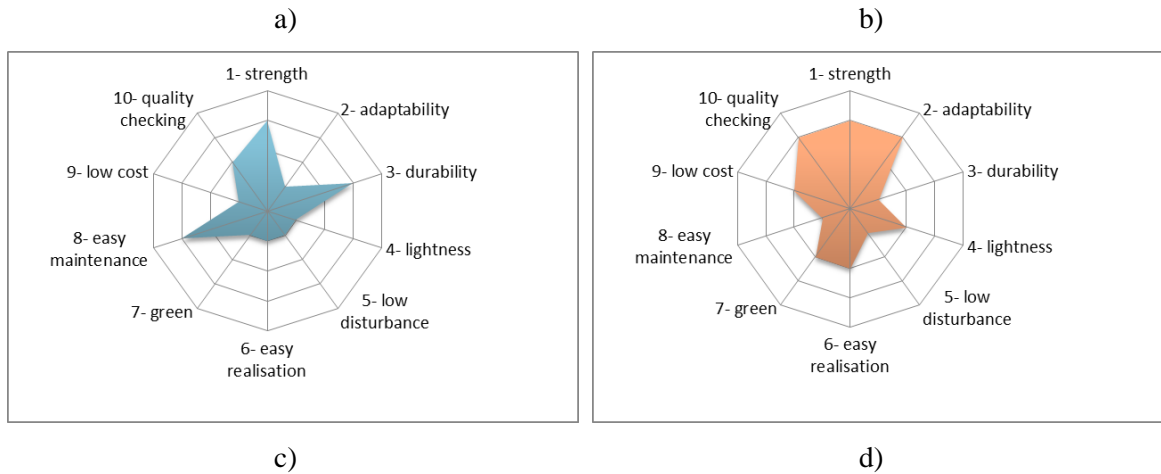 a)
b)
1- strength
10- quality
checking
2- adaptability
9- low cost
3- durability
8- easy
maintenance
4- lightness
7- green
5- low
disturbance
6- easy
realisation
1- strength
10- quality
checking
2- adaptability
9- low cost
3- durability
8- easy
maintenance
4- lightness
7- green
5- low
disturbance
6- easy
realisation
c)
d)